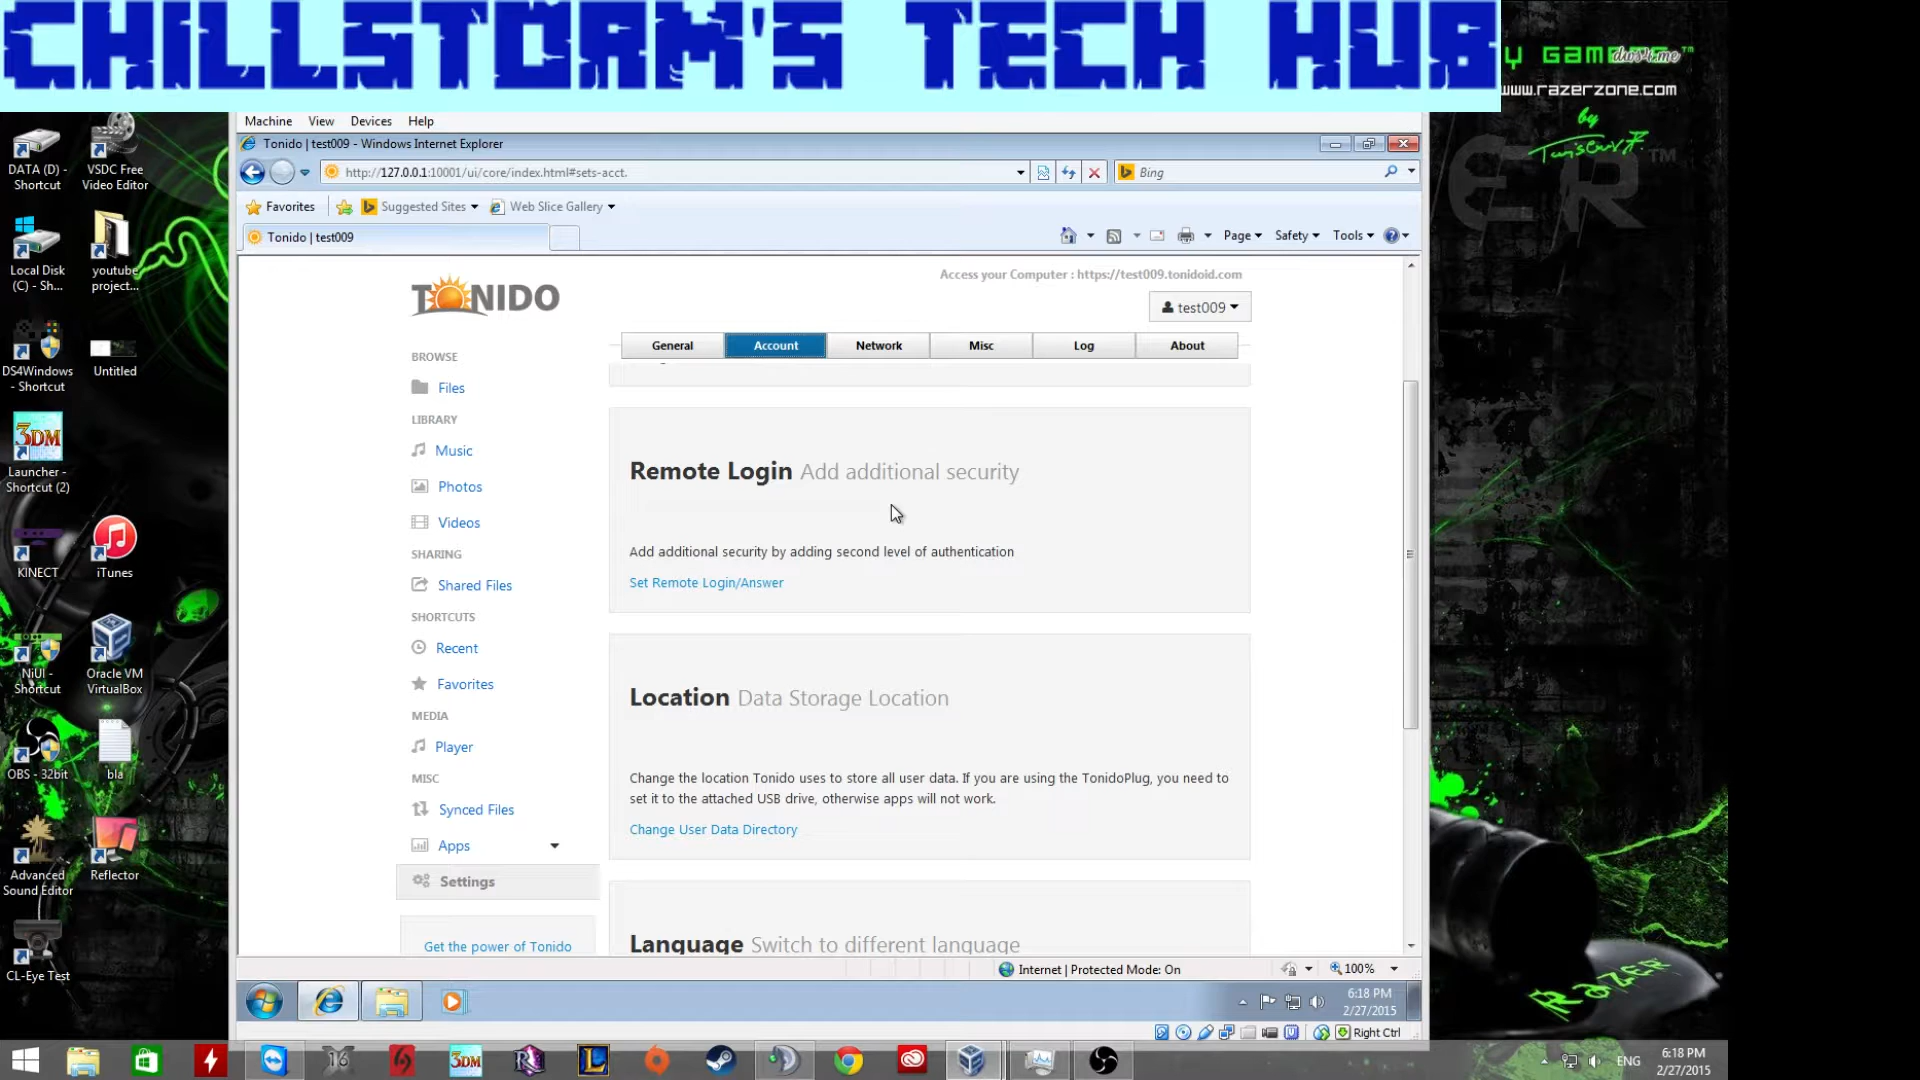 CHILLSTORM'S TECH HUB
Y GAMERS™
www.razerzone.com
by
Machine View Devices Help
Tonido | test009 - Windows Internet Explorer
http://127.0.0.1:10001/ui/core/index.html#sets-acct.
Bing
Favorites Suggested Sites Web Slice Gallery
Tonido | test009
Page Safety Tools
DATA (D) - Shortcut
VSDC Free Video Editor
Local Disk (C) - Sh...
youtube project...
DS4Windows - Shortcut
Untitled
3DM
Launcher - Shortcut (2)
KINECT
iTunes
NiUI - Shortcut
Oracle VM VirtualBox
OBS - 32bit
bla
Advanced Sound Editor
Reflector
CL-Eye Test
TONIDO
Access your Computer : https://test009.tonidoid.com
test009
General Account Network Misc Log About
BROWSE
Files
LIBRARY
Music
Photos
Videos
SHARING
Shared Files
SHORTCUTS
Recent
Favorites
MEDIA
Player
MISC
Synced Files
Apps
Settings
Get the power of Tonido
Remote Login Add additional security
Add additional security by adding second level of authentication
Set Remote Login/Answer
Location Data Storage Location
Change the location Tonido uses to store all user data. If you are using the TonidoPlug, you need to
set it to the attached USB drive, otherwise apps will not work.
Change User Data Directory
Language Switch to different language
Internet | Protected Mode: On
100%
6:18 PM
2/27/2015
Right Ctrl
RAZER
3DM
ENG
6:18 PM
2/27/2015